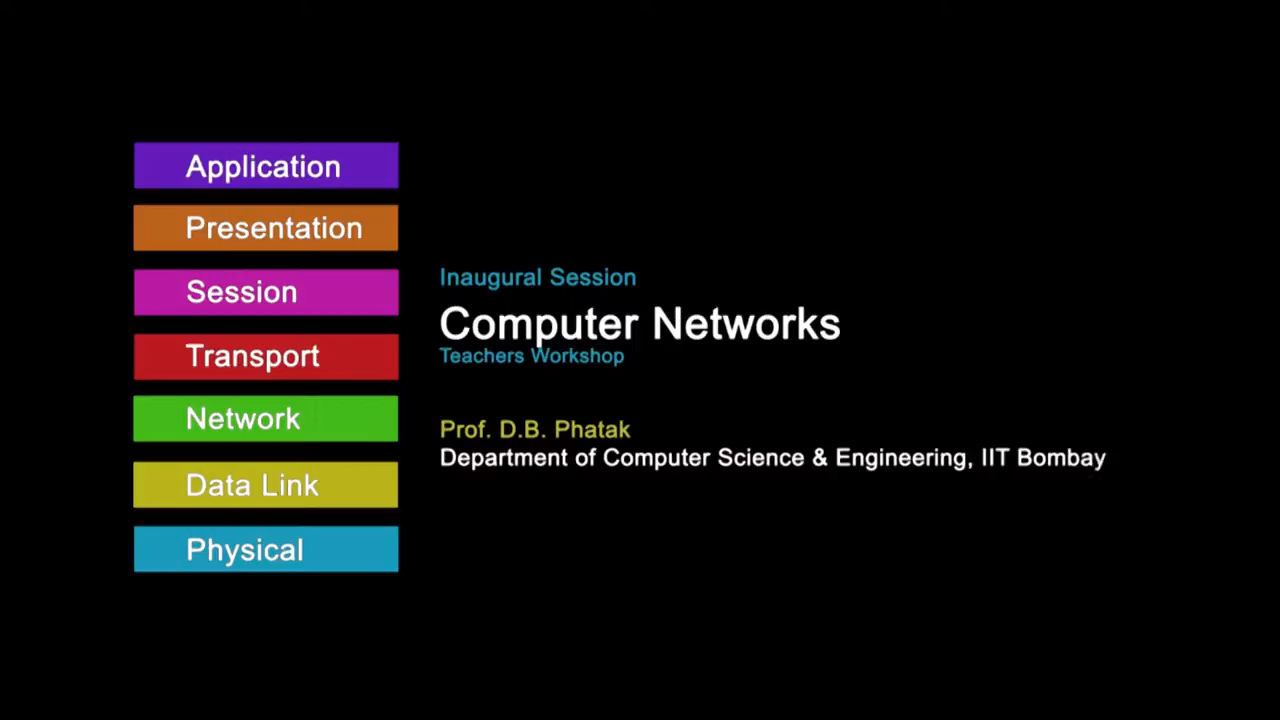 Application
Presentation
Session
Transport
Network
Data Link
Physical
Inaugural Session
Computer Networks
Teachers Workshop
Prof. D.B. Phatak
Department of Computer Science & Engineering, IIT Bombay